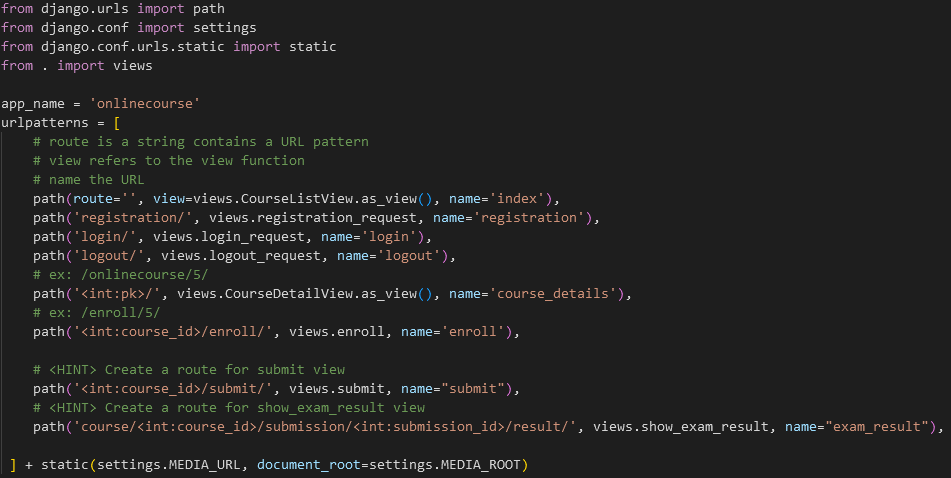 from django.urls import path
from django.conf import settings
from django.conf.urls.static import static
from . import views

app_name = 'onlinecourse'
urlpatterns = [
    # route is a string contains a URL pattern
    # view refers to the view function
    # name the URL
    path(route='', view=views.CourseListView.as_view(), name='index'),
    path('registration/', views.registration_request, name='registration'),
    path('login/', views.login_request, name='login'),
    path('logout/', views.logout_request, name='logout'),
    # ex: /onlinecourse/5/
    path('<int:pk>/', views.CourseDetailView.as_view(), name='course_details'),
    # ex: /enroll/5/
    path('<int:course_id>/enroll/', views.enroll, name='enroll'),

    # <HINT> Create a route for submit view
    path('<int:course_id>/submit/', views.submit, name="submit"),
    # <HINT> Create a route for show_exam_result view
    path('course/<int:course_id>/submission/<int:submission_id>/result/', views.show_exam_result, name="exam_result"),

 ] + static(settings.MEDIA_URL, document_root=settings.MEDIA_ROOT)